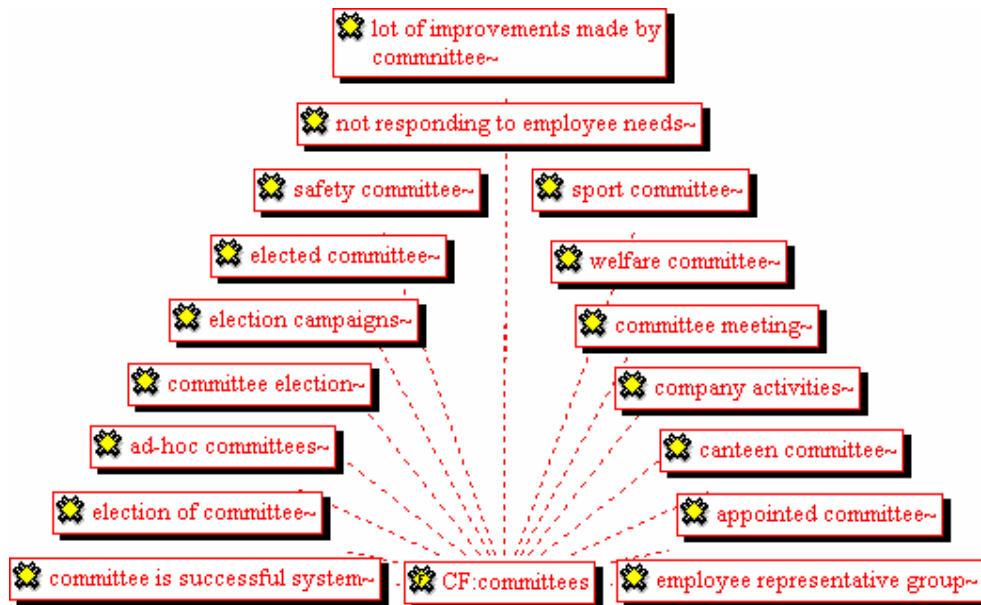 lot of improvements made by
commnittee~
not responding to employee needs~
safety committee~
sport committee~
elected committee~
welfare committee~
election campaigns~
committee meeting~
committee election~
company activities~
ad-hoc committees~
canteen committee~
election of committee~
appointed committee~
committee is successful system~
CF:committees
employee representative group~